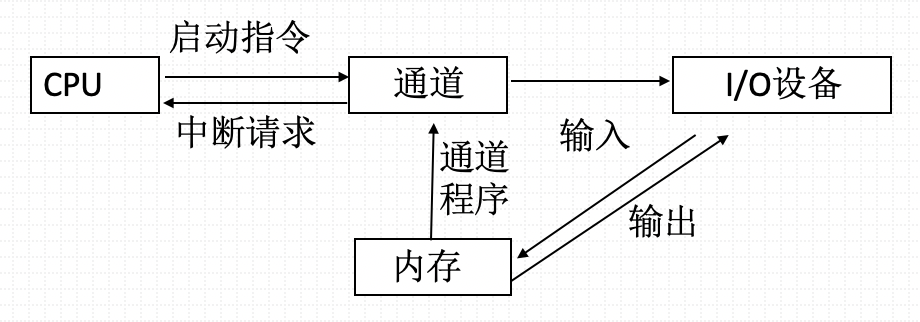 启动指令
CPU
通道
I/O设备
中断请求
输入
通道
程序
输出
内存